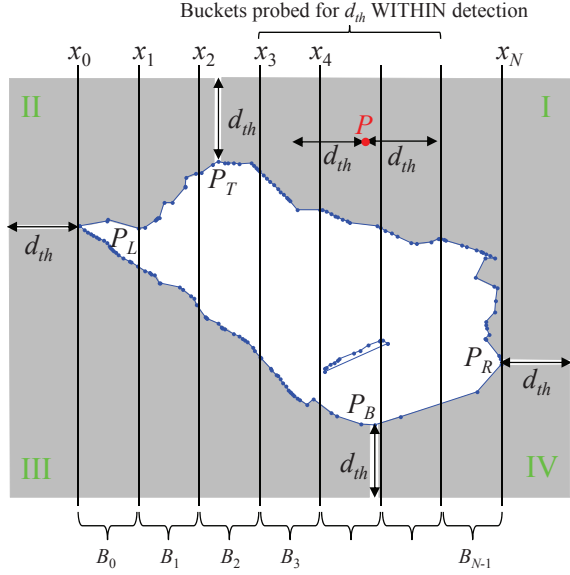 Buckets probed for d_th WITHIN detection
x_0 x_1 x_2 x_3 x_4 x_N
II I
P
d_th d_th d_th
P_T
P_L
d_th
P_R
d_th
P_B
III IV
d_th
B_0 B_1 B_2 B_3 B_N-1